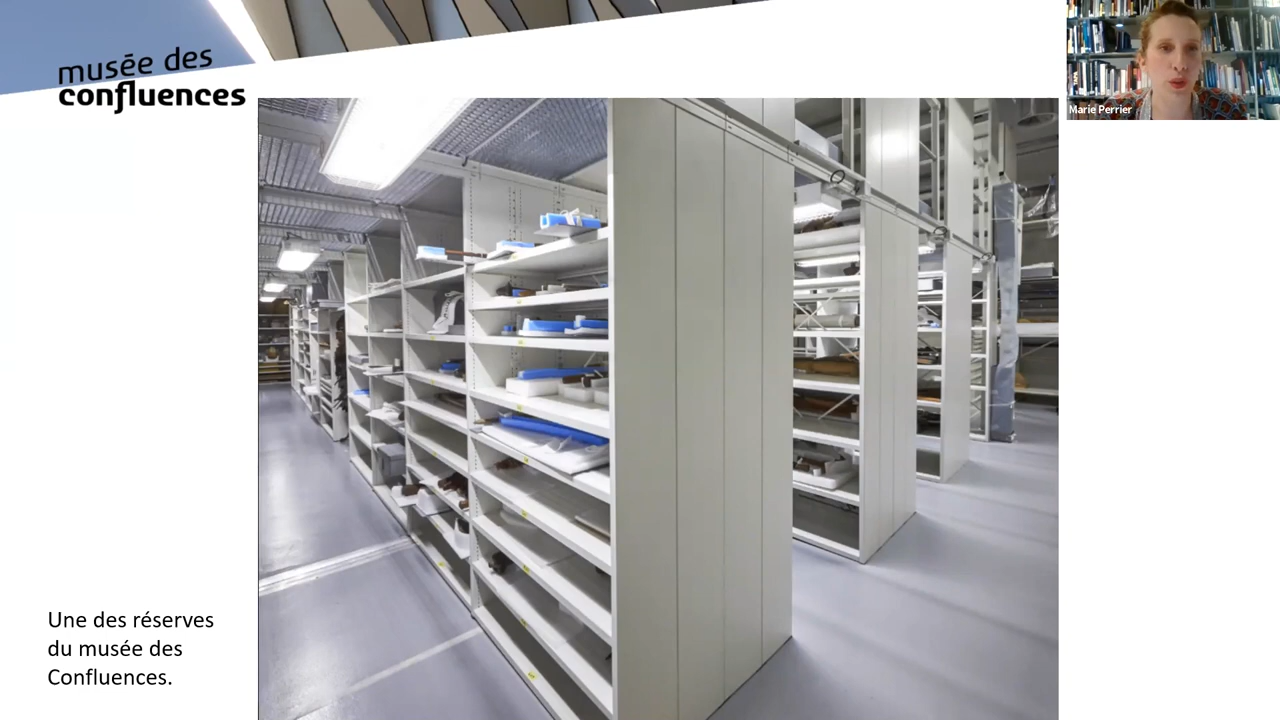 musée des
confluences
Marie Perrier
Une des réserves
du musée des
Confluences.